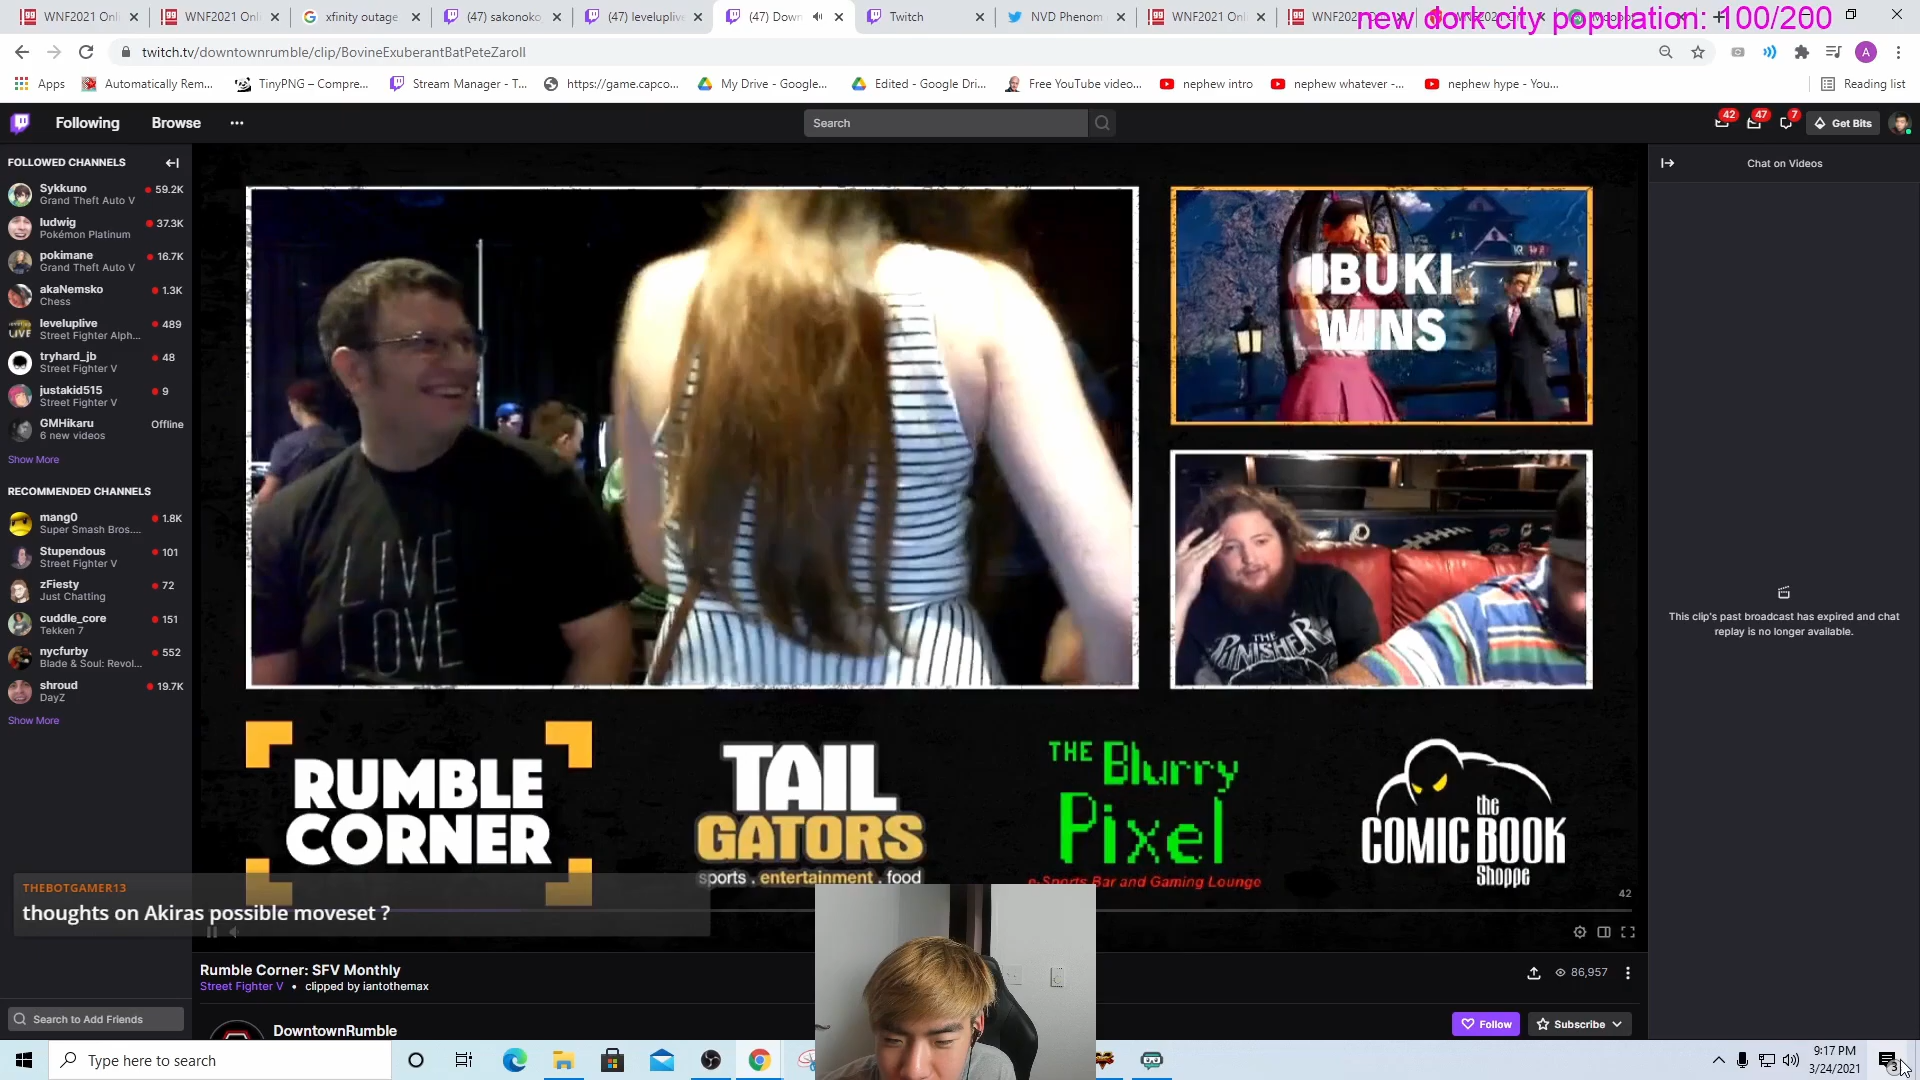 WNF2021 Onl
WNF2021 Onl
xfinity outage
(47) sakonoko
(47) leveluplive
(47) Down
Twitch
NVD Phenom
WNF2021 Onl
WNF2021
new dork city population: 100/200
twitch.tv/downtownrumble/clip/BovineExuberantBatPeteZaroll
Apps
Automatically Rem...
TinyPNG – Compre...
Stream Manager - T...
https://game.capco...
My Drive - Google...
Edited - Google Dri...
Free YouTube video...
nephew intro
nephew whatever -...
nephew hype - You...
Reading list
Following
Browse
Search
42
47
7
Get Bits
FOLLOWED CHANNELS
Sykkuno
59.2K
Grand Theft Auto V
ludwig
37.3K
Pokémon Platinum
pokimane
16.7K
Grand Theft Auto V
akaNemsko
1.3K
Chess
leveluplive
489
Street Fighter Alph...
tryhard_jb
48
Street Fighter V
justakid515
9
Street Fighter V
GMHikaru
Offline
6 new videos
Show More
RECOMMENDED CHANNELS
mang0
1.8K
Super Smash Bros....
Stupendous
101
Street Fighter V
zFiesty
72
Just Chatting
cuddle_core
151
Tekken 7
nycfurby
552
Blade & Soul: Revol...
shroud
19.7K
DayZ
Show More
Search to Add Friends
LIVE
LOVE
IBUKI
WINS
THE
PUNISHER
RUMBLE
CORNER
TAIL
GATORS
sports . entertainment . food
THE Blurry
Pixel
e-Sports Bar and Gaming Lounge
the
COMIC BOOK
Shoppe
THEBOTGAMER13
thoughts on Akiras possible moveset ?
42
Rumble Corner: SFV Monthly
Street Fighter V • clipped by iantothemax
86,957
DowntownRumble
Follow
Subscribe
Chat on Videos
This clip's past broadcast has expired and chat
replay is no longer available.
Type here to search
9:17 PM
3/24/2021
3